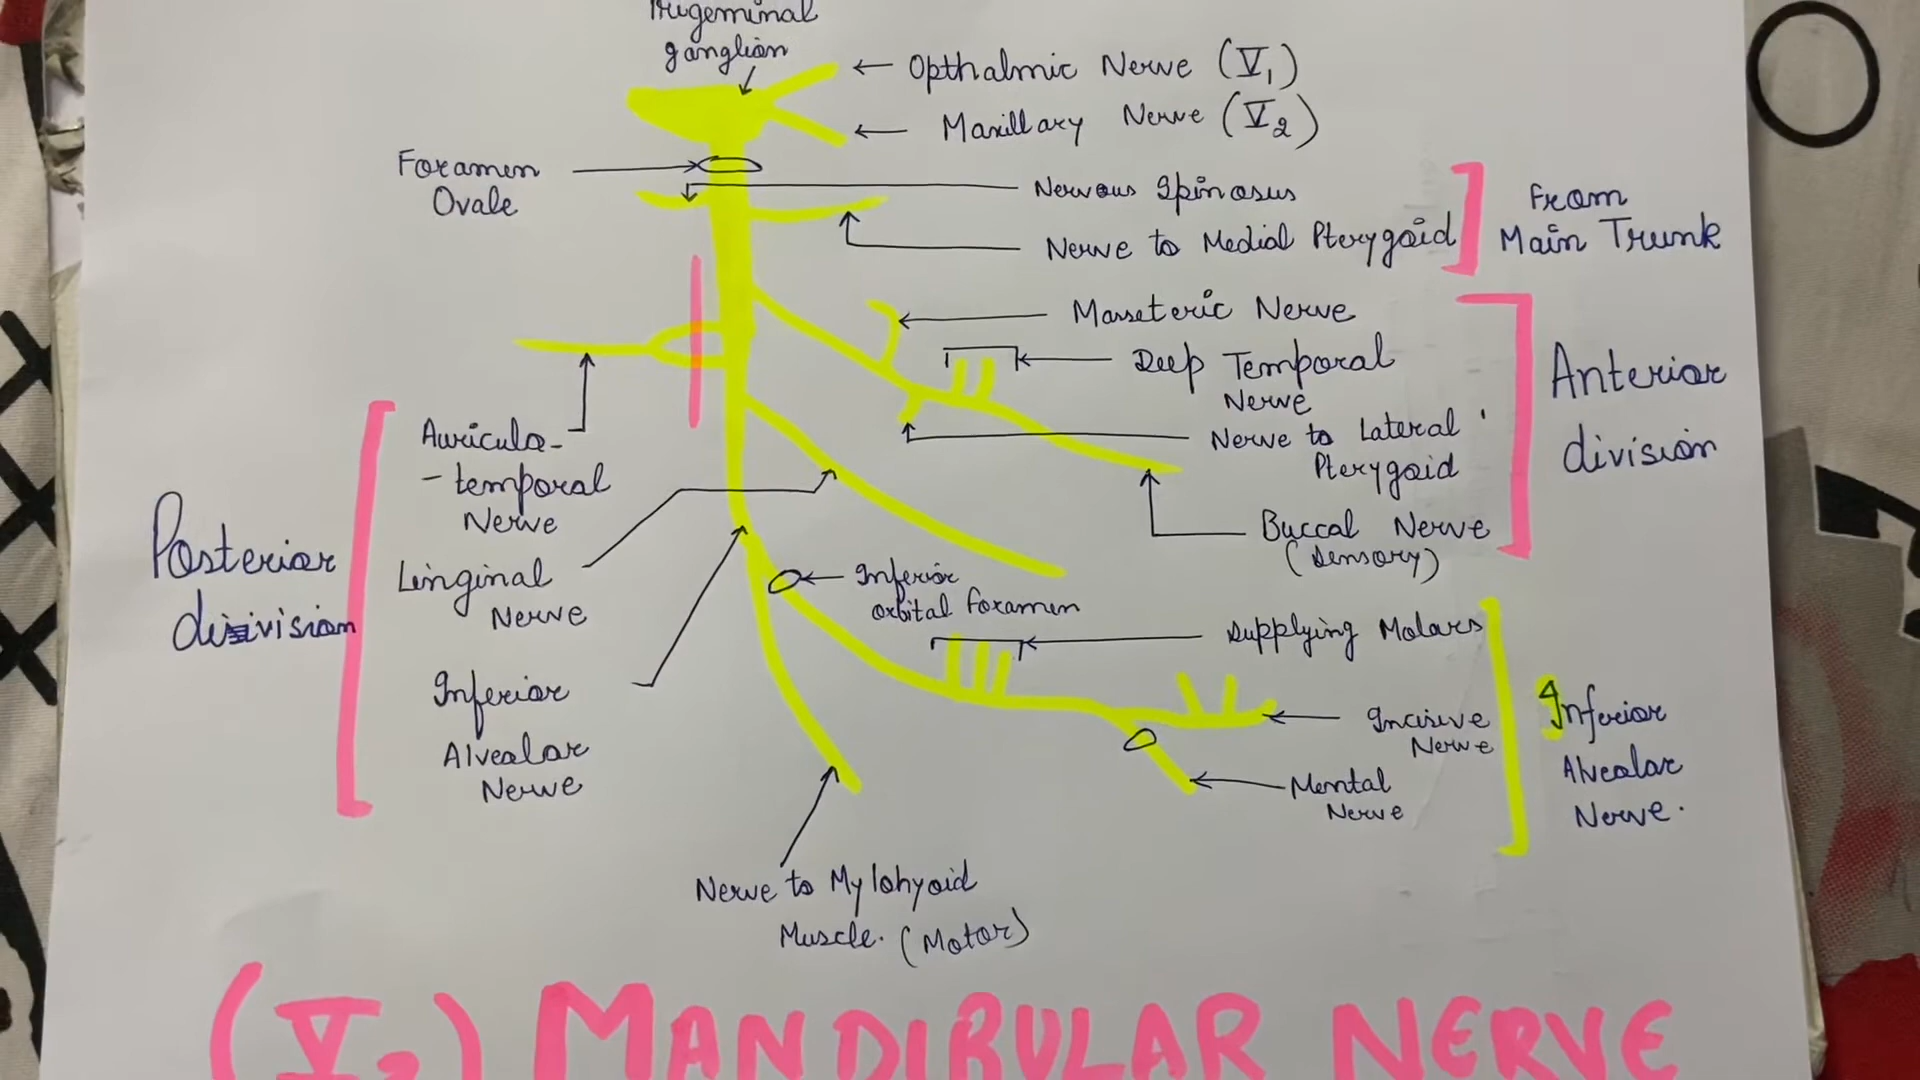 Trigeminal
ganglion
Opthalmic Nerve (V1)
Maxillary Nerve (V2)
Foramen
Ovale
Nervous Spinosus
Nerve to Medial Pterygoid
From
Main Trunk
Masseteric Nerve
Deep Temporal
Nerve
Nerve to Lateral
Pterygoid
Buccal Nerve
(Sensory)
Anterior
division
Auriculo-
-temporal
Nerve
Linginal
Nerve
Inferior
Alveolar
Nerve
Posterior
division
Inferior
orbital foramen
Supplying Molars
Incisive
Nerve
Mental
Nerve
Inferior
Alveolar
Nerve.
Nerve to Mylohyoid
Muscle. (Motor)
(V3) MANDIBULAR NERVE